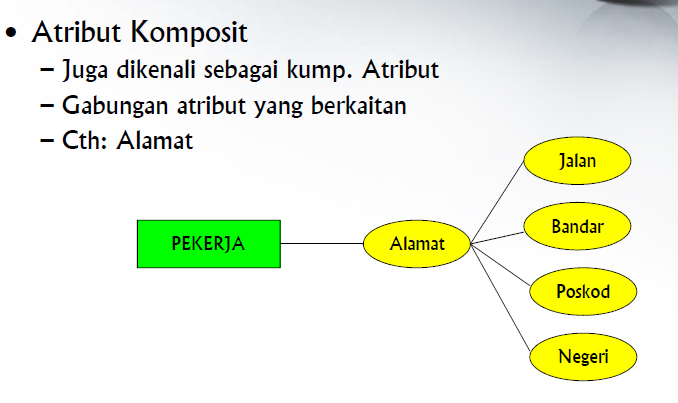 • Atribut Komposit
– Juga dikenali sebagai kump. Atribut
– Gabungan atribut yang berkaitan
– Cth: Alamat
Jalan
Bandar
PEKERJA
Alamat
Poskod
Negeri